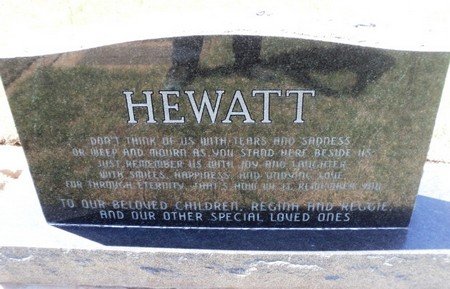 HEWATT
DON'T THINK OF US WITH TEARS AND SADNESS
OR WEEP AND MOURN AS YOU STAND HERE BESIDE US
JUST REMEMBER US WITH JOY AND LAUGHTER
WITH SMILES, HAPPINESS, AND UNDYING LOVE
FOR THROUGH ETERNITY, THAT'S HOW WE'LL REMEMBER YOU
TO OUR BELOVED CHILDREN, REGINA AND REGGIE,
AND OUR OTHER SPECIAL LOVED ONES